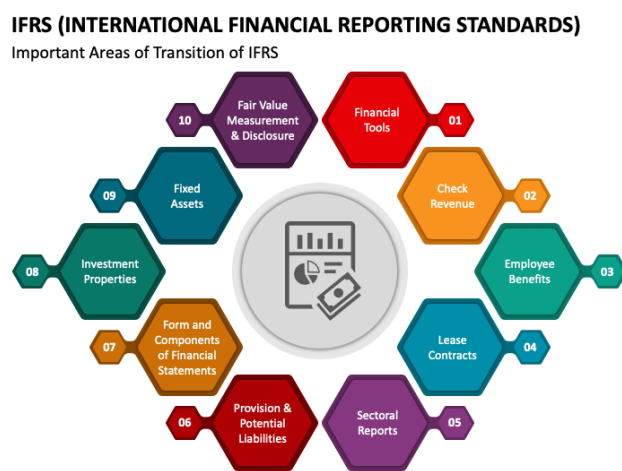 IFRS (INTERNATIONAL FINANCIAL REPORTING STANDARDS)
Important Areas of Transition of IFRS
Financial
Tools
01
Check
Revenue
02
Employee
Benefits
03
Lease
Contracts
04
Sectoral
Reports
05
Provision &
Potential
Liabilities
06
Form and
Components
of Financial
Statements
07
Investment
Properties
08
Fixed
Assets
09
Fair Value
Measurement
& Disclosure
10